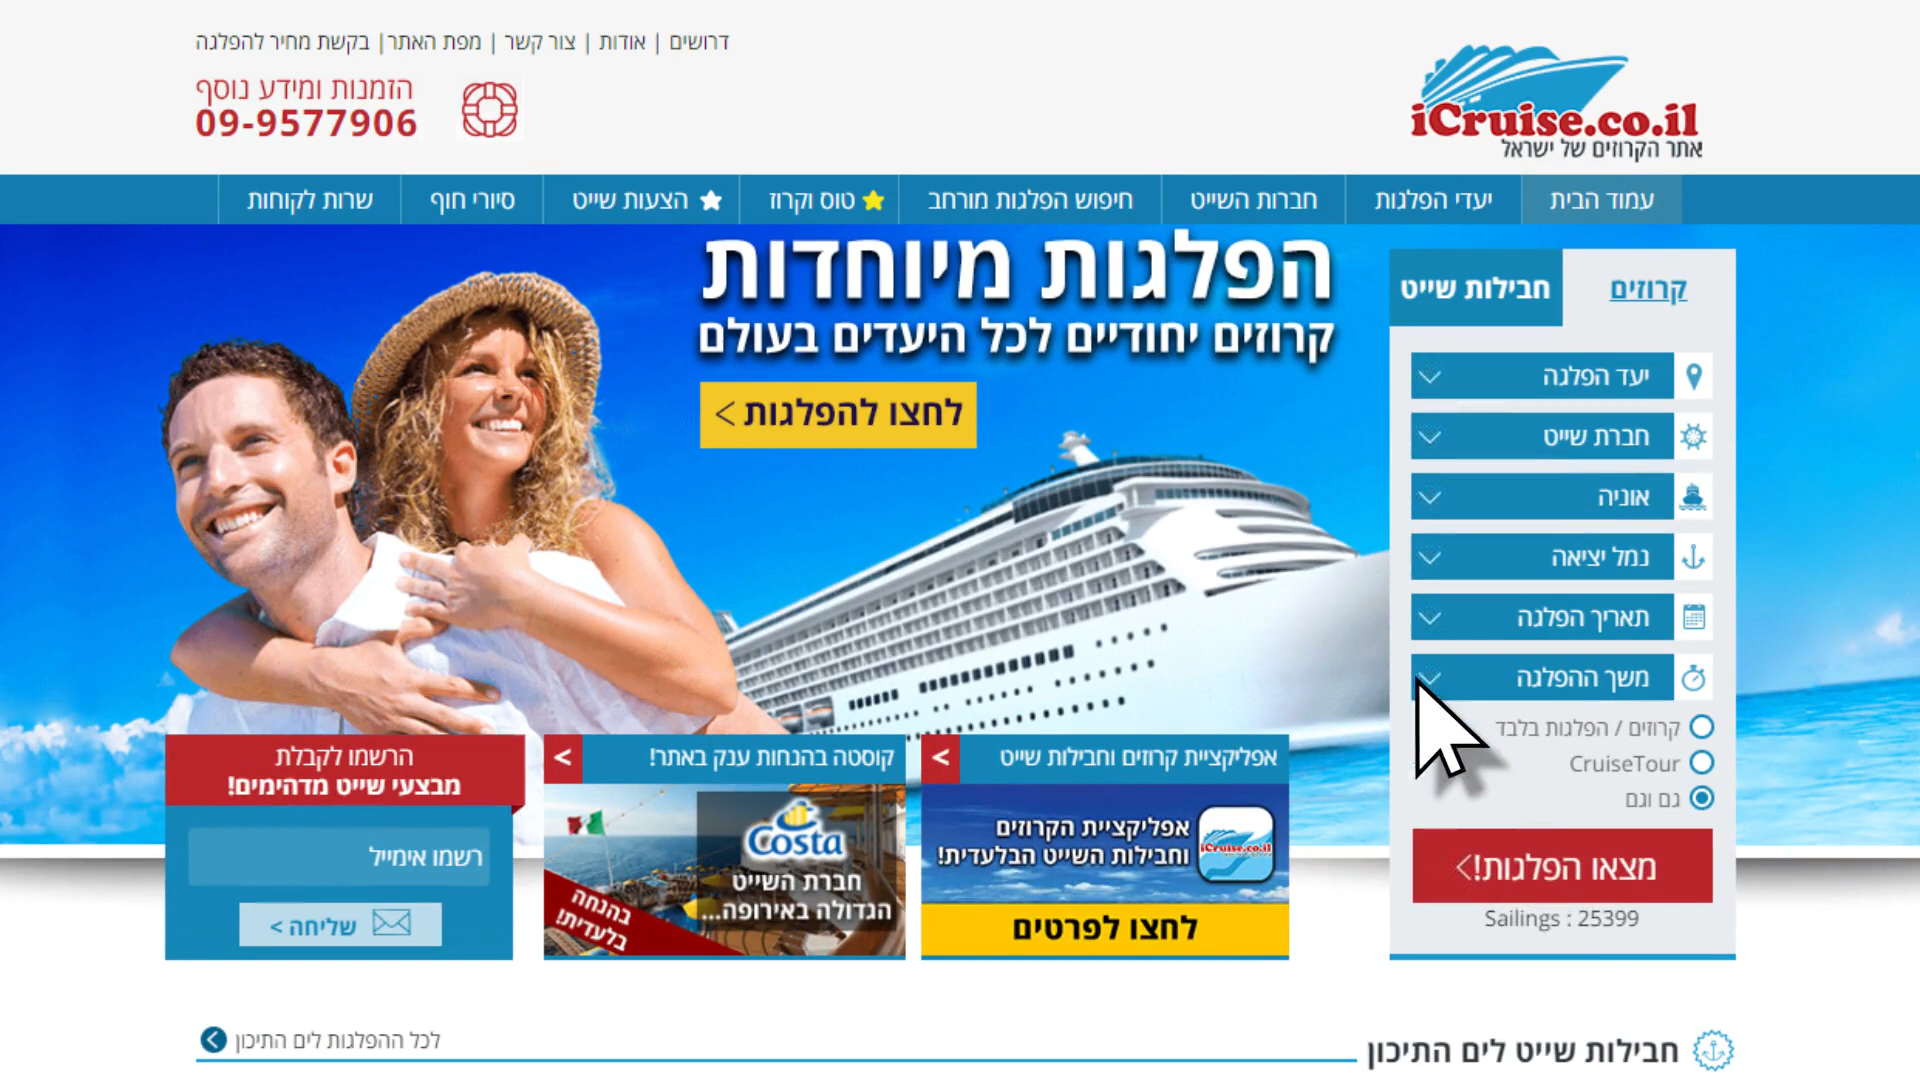 דרושים | אודות | צור קשר | מפת האתר | בקשת מחיר להפלגה
הזמנות ומידע נוסף
09-9577906
iCruise.co.il
אתר הקרוזים של ישראל
עמוד הבית
יעדי הפלגות
חברות השייט
חיפוש הפלגות מורחב
טוס וקרוז
הצעות שייט
סיורי חוף
שרות לקוחות
הפלגות מיוחדות
קרוזים יחודיים לכל היעדים בעולם
לחצו להפלגות >
קרוזים
חבילות שייט
יעד הפלגה
חברת שייט
אוניה
נמל יציאה
תאריך הפלגה
משך ההפלגה
קרוזים / הפלגות בלבד
CruiseTour
גם וגם
מצאו הפלגות!>
Sailings : 25399
אפליקציית קרוזים וחבילות שייט >
אפליקציית הקרוזים
וחבילות השייט הבלעדית!
iCruise.co.il
לחצו לפרטים
קוסטה בהנחות ענק באתר! >
Costa
חברת השייט
הגדולה באירופה...
בהנחה
בלעדית!
הרשמו לקבלת
מבצעי שייט מדהימים!
רשמו אימייל
שליחה >
חבילות שייט לים התיכון
לכל ההפלגות לים התיכון